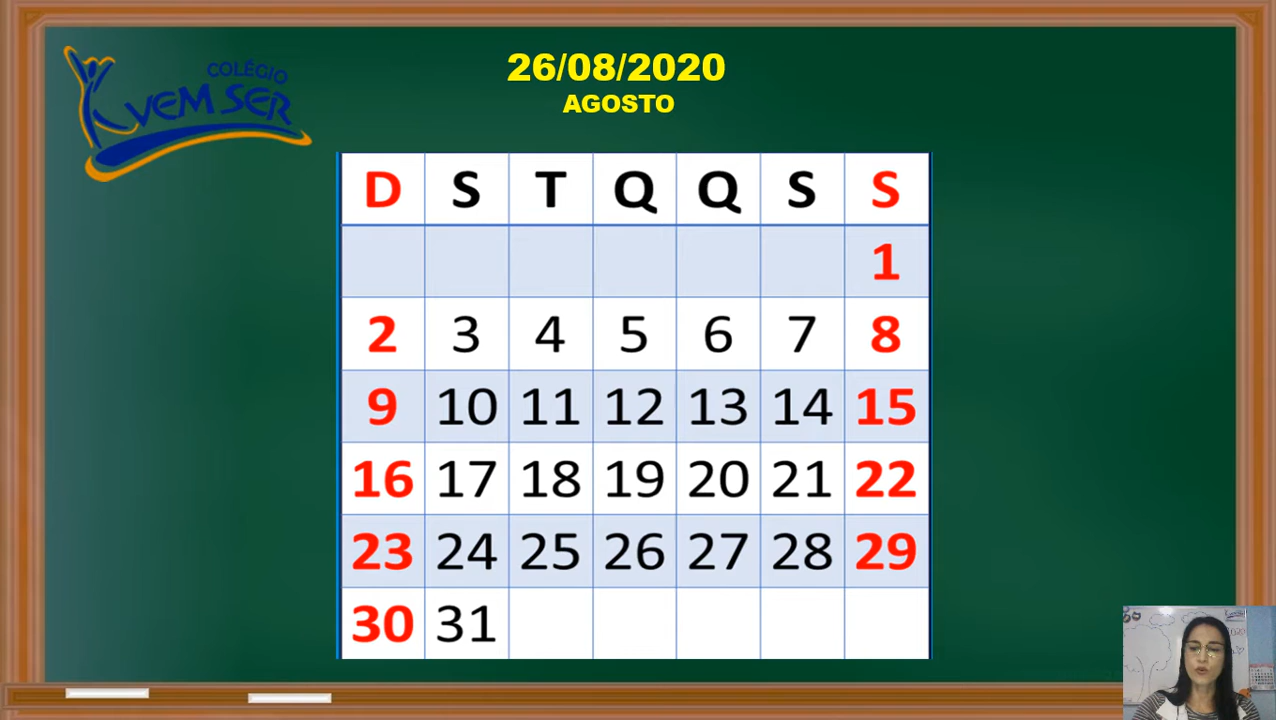 COLÉGIO
VEM SER
26/08/2020
AGOSTO
D S T Q Q S S
1
2 3 4 5 6 7 8
9 10 11 12 13 14 15
16 17 18 19 20 21 22
23 24 25 26 27 28 29
30 31